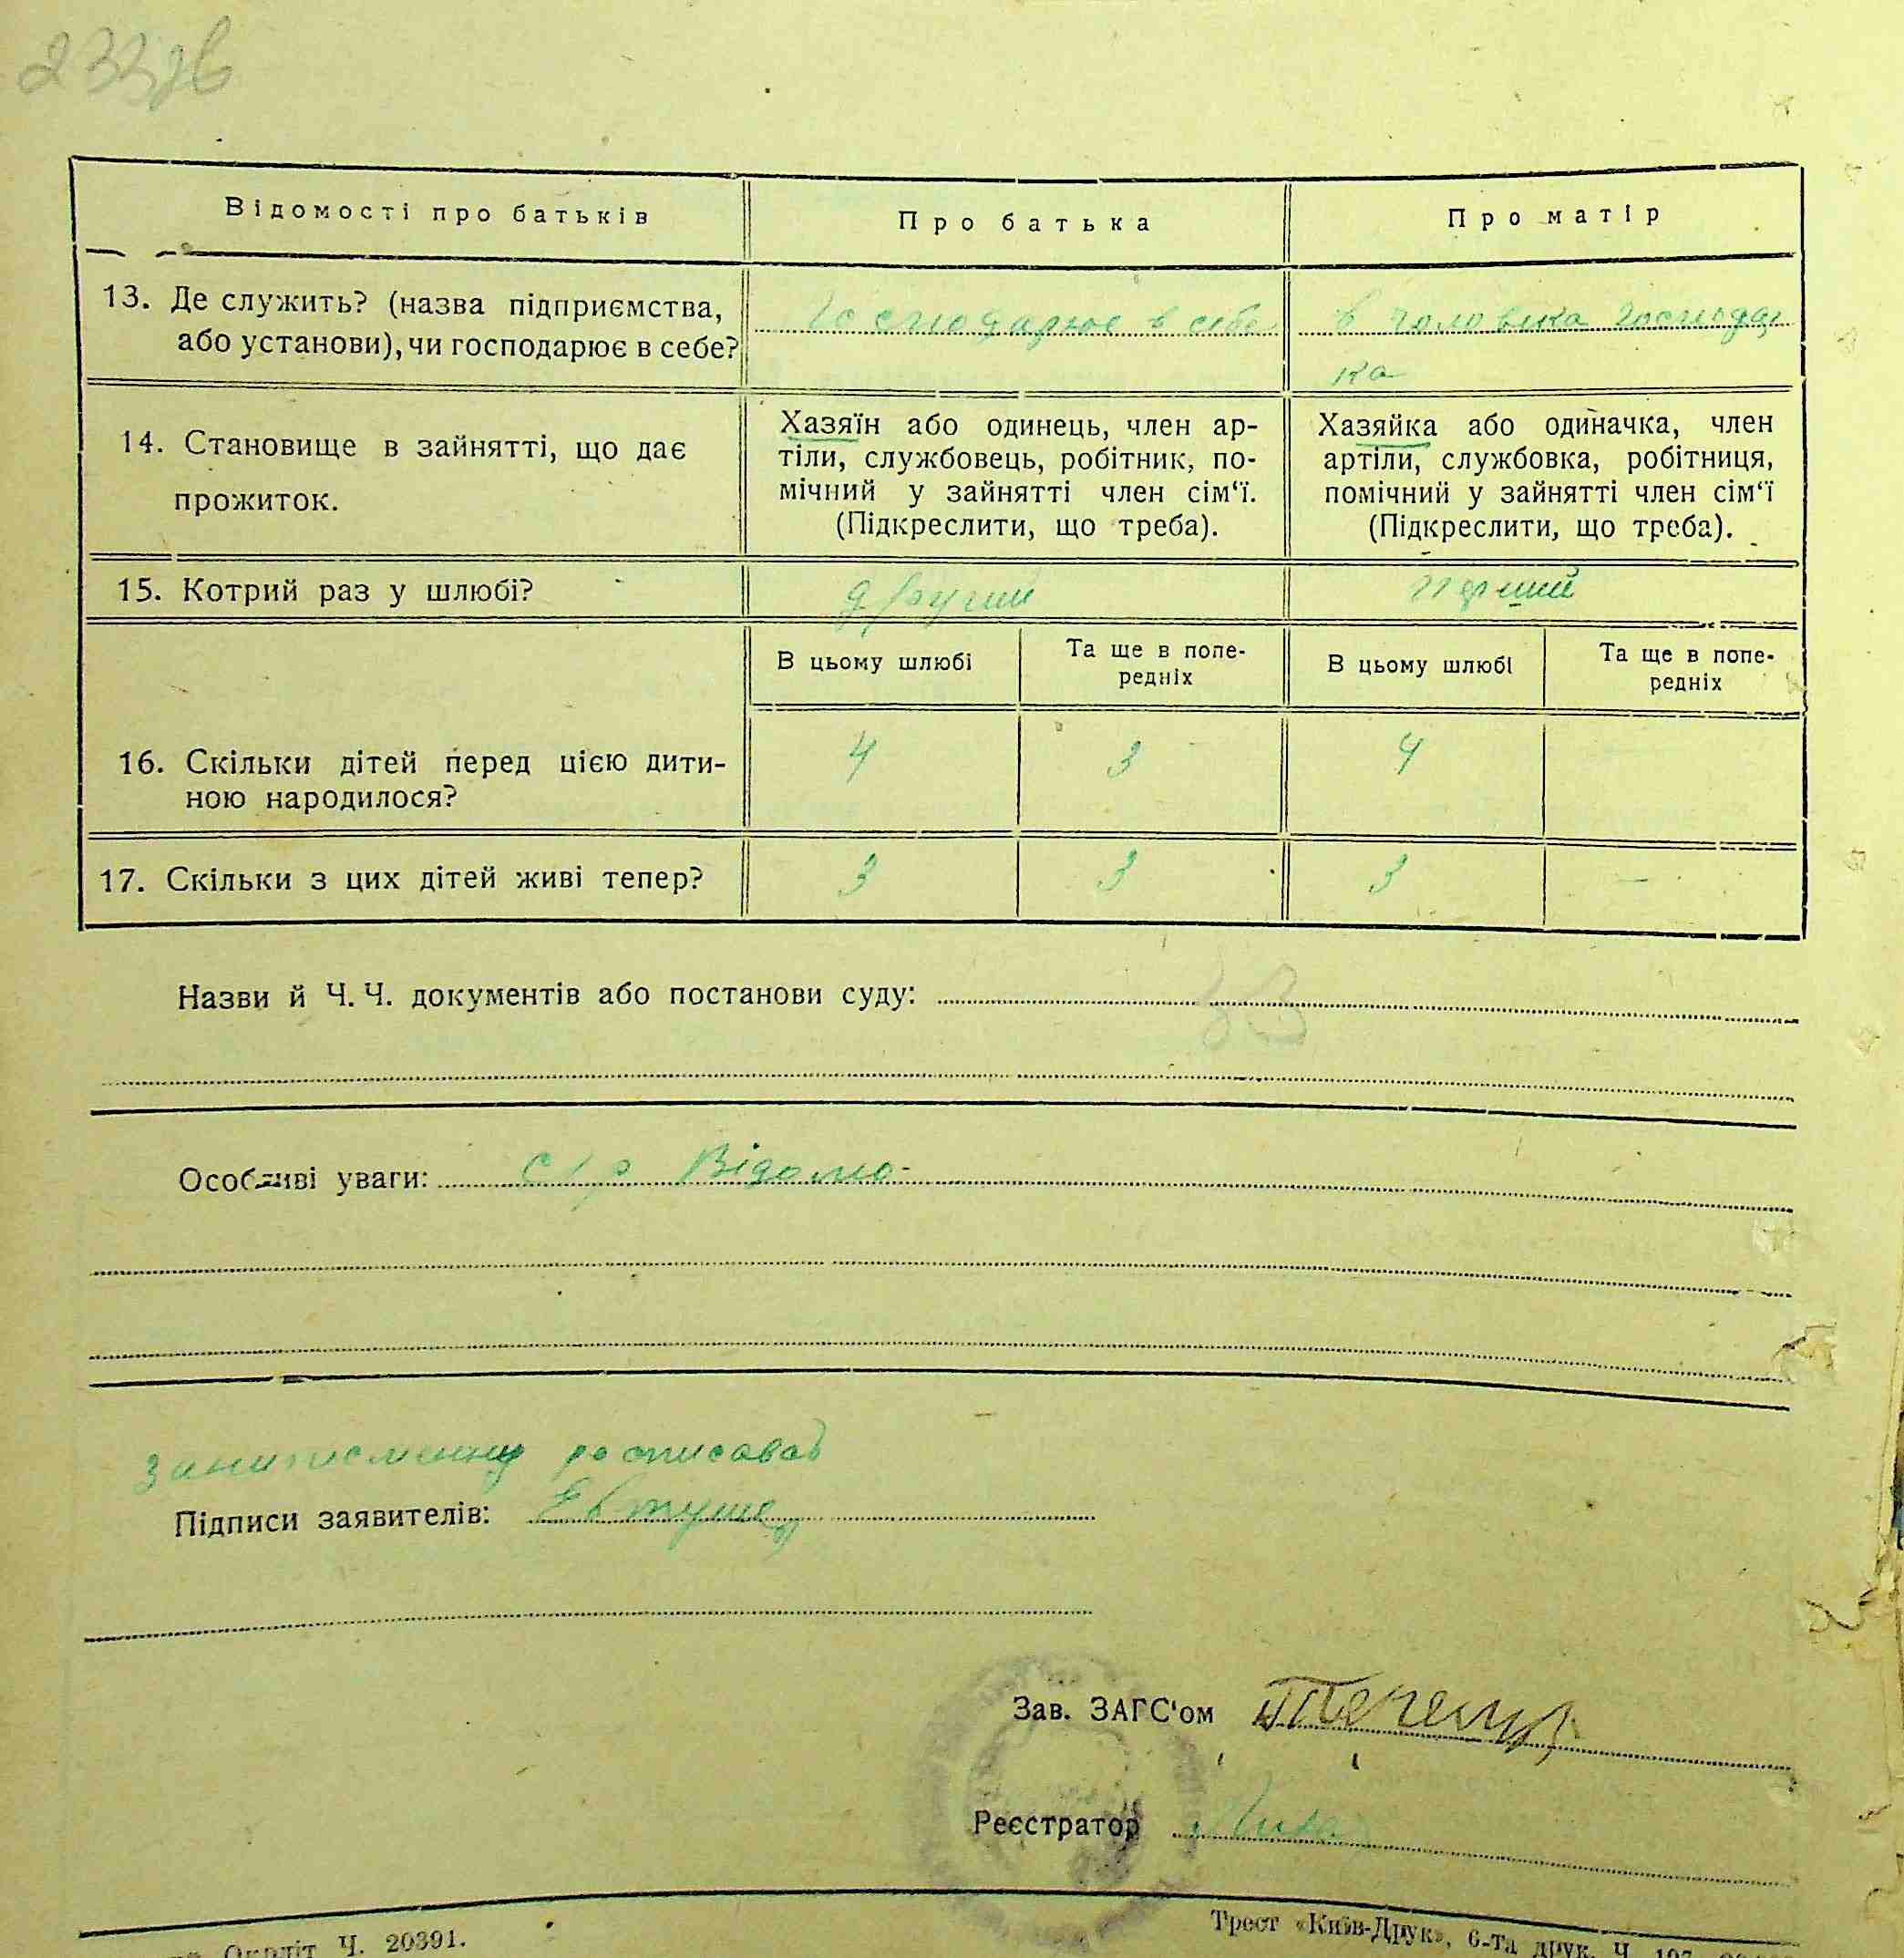 233зв
Відомості про батьків
Про батька
Про матір
13. Де служить? (назва підприємства, або установи), чи господарює в себе?
господарює в себе
в чоловіка господар
ка
14. Становище в зайнятті, що дає
прожиток.
Хазяїн або одинець, член ар-
тіли, службовець, робітник, по-
мічний у зайнятті член сім‘ї.
(Підкреслити, що треба).
Хазяйка або одиначка, член
артіли, службовка, робітниця,
помічний у зайнятті член сім‘ї
(Підкреслити, що треба).
15. Котрий раз у шлюбі?
другий
перший
В цьому шлюбі
Та ще в попе-
редніх
В цьому шлюбі
Та ще в попе-
редніх
16. Скільки дітей перед цією дити-
ною народилося?
4
3
4
17. Скільки з цих дітей живі тепер?
3
3
3
—
Назви й Ч. Ч. документів або постанови суду:
Особливі уваги: с/р Відомо
росписавсь
Підписи заявителів:
Зав. ЗАГС‘ом
Реєстратор
Окрліт Ч. 20391.
Трест «Київ-Друк», 6-та друк. Ч.